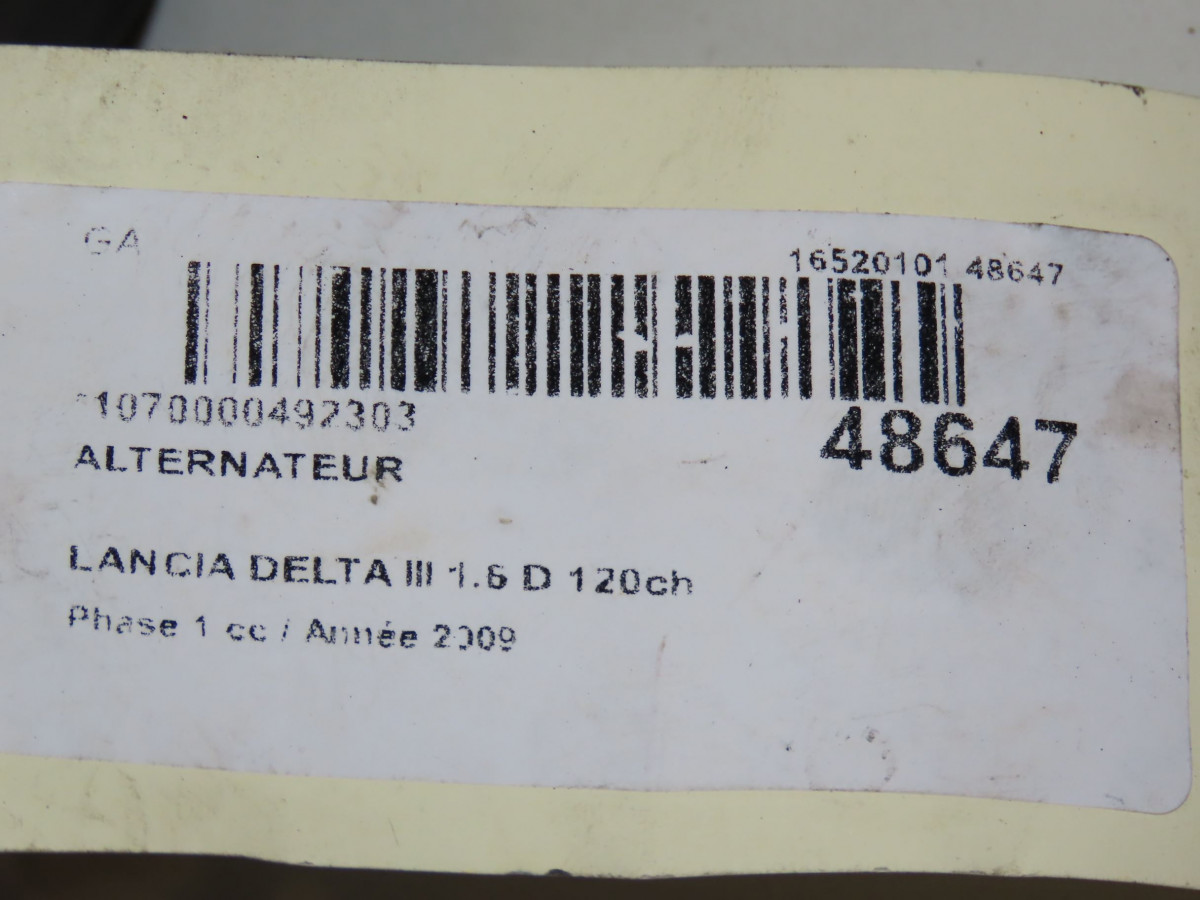 GA
16520101 48647
*1070000492303
48647
ALTERNATEUR
LANCIA DELTA III 1.6 D 120ch
Phase 1 cc / Année 2009